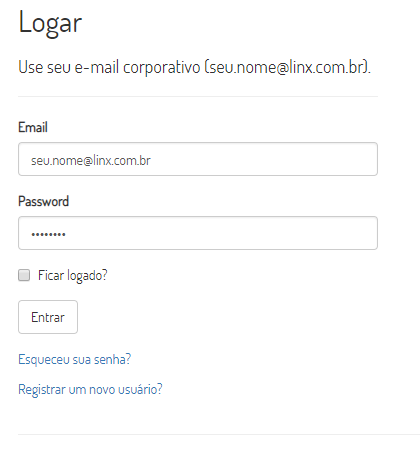 Logar
Use seu e-mail corporativo (seu.nome@linx.com.br).
Email
seu.nome@linx.com.br
Password
••••••••
Ficar logado?
Entrar
Esqueceu sua senha?
Registrar um novo usuário?